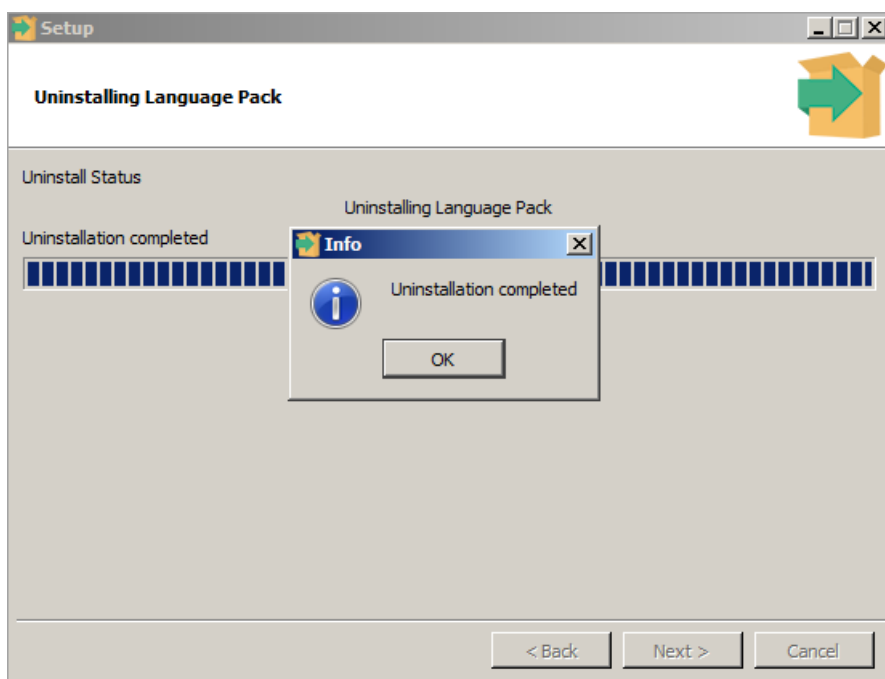 Setup
Uninstalling Language Pack
Uninstall Status
Uninstalling Language Pack
Uninstallation completed
Info
Uninstallation completed
OK
< Back Next > Cancel